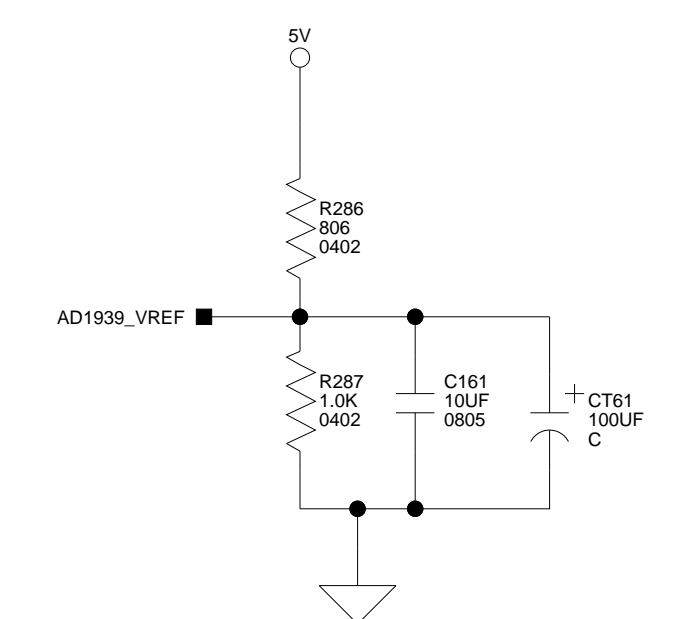 5V
R286
806
0402
AD1939_VREF
R287
1.0K
0402
C161
10UF
0805
CT61
100UF
C